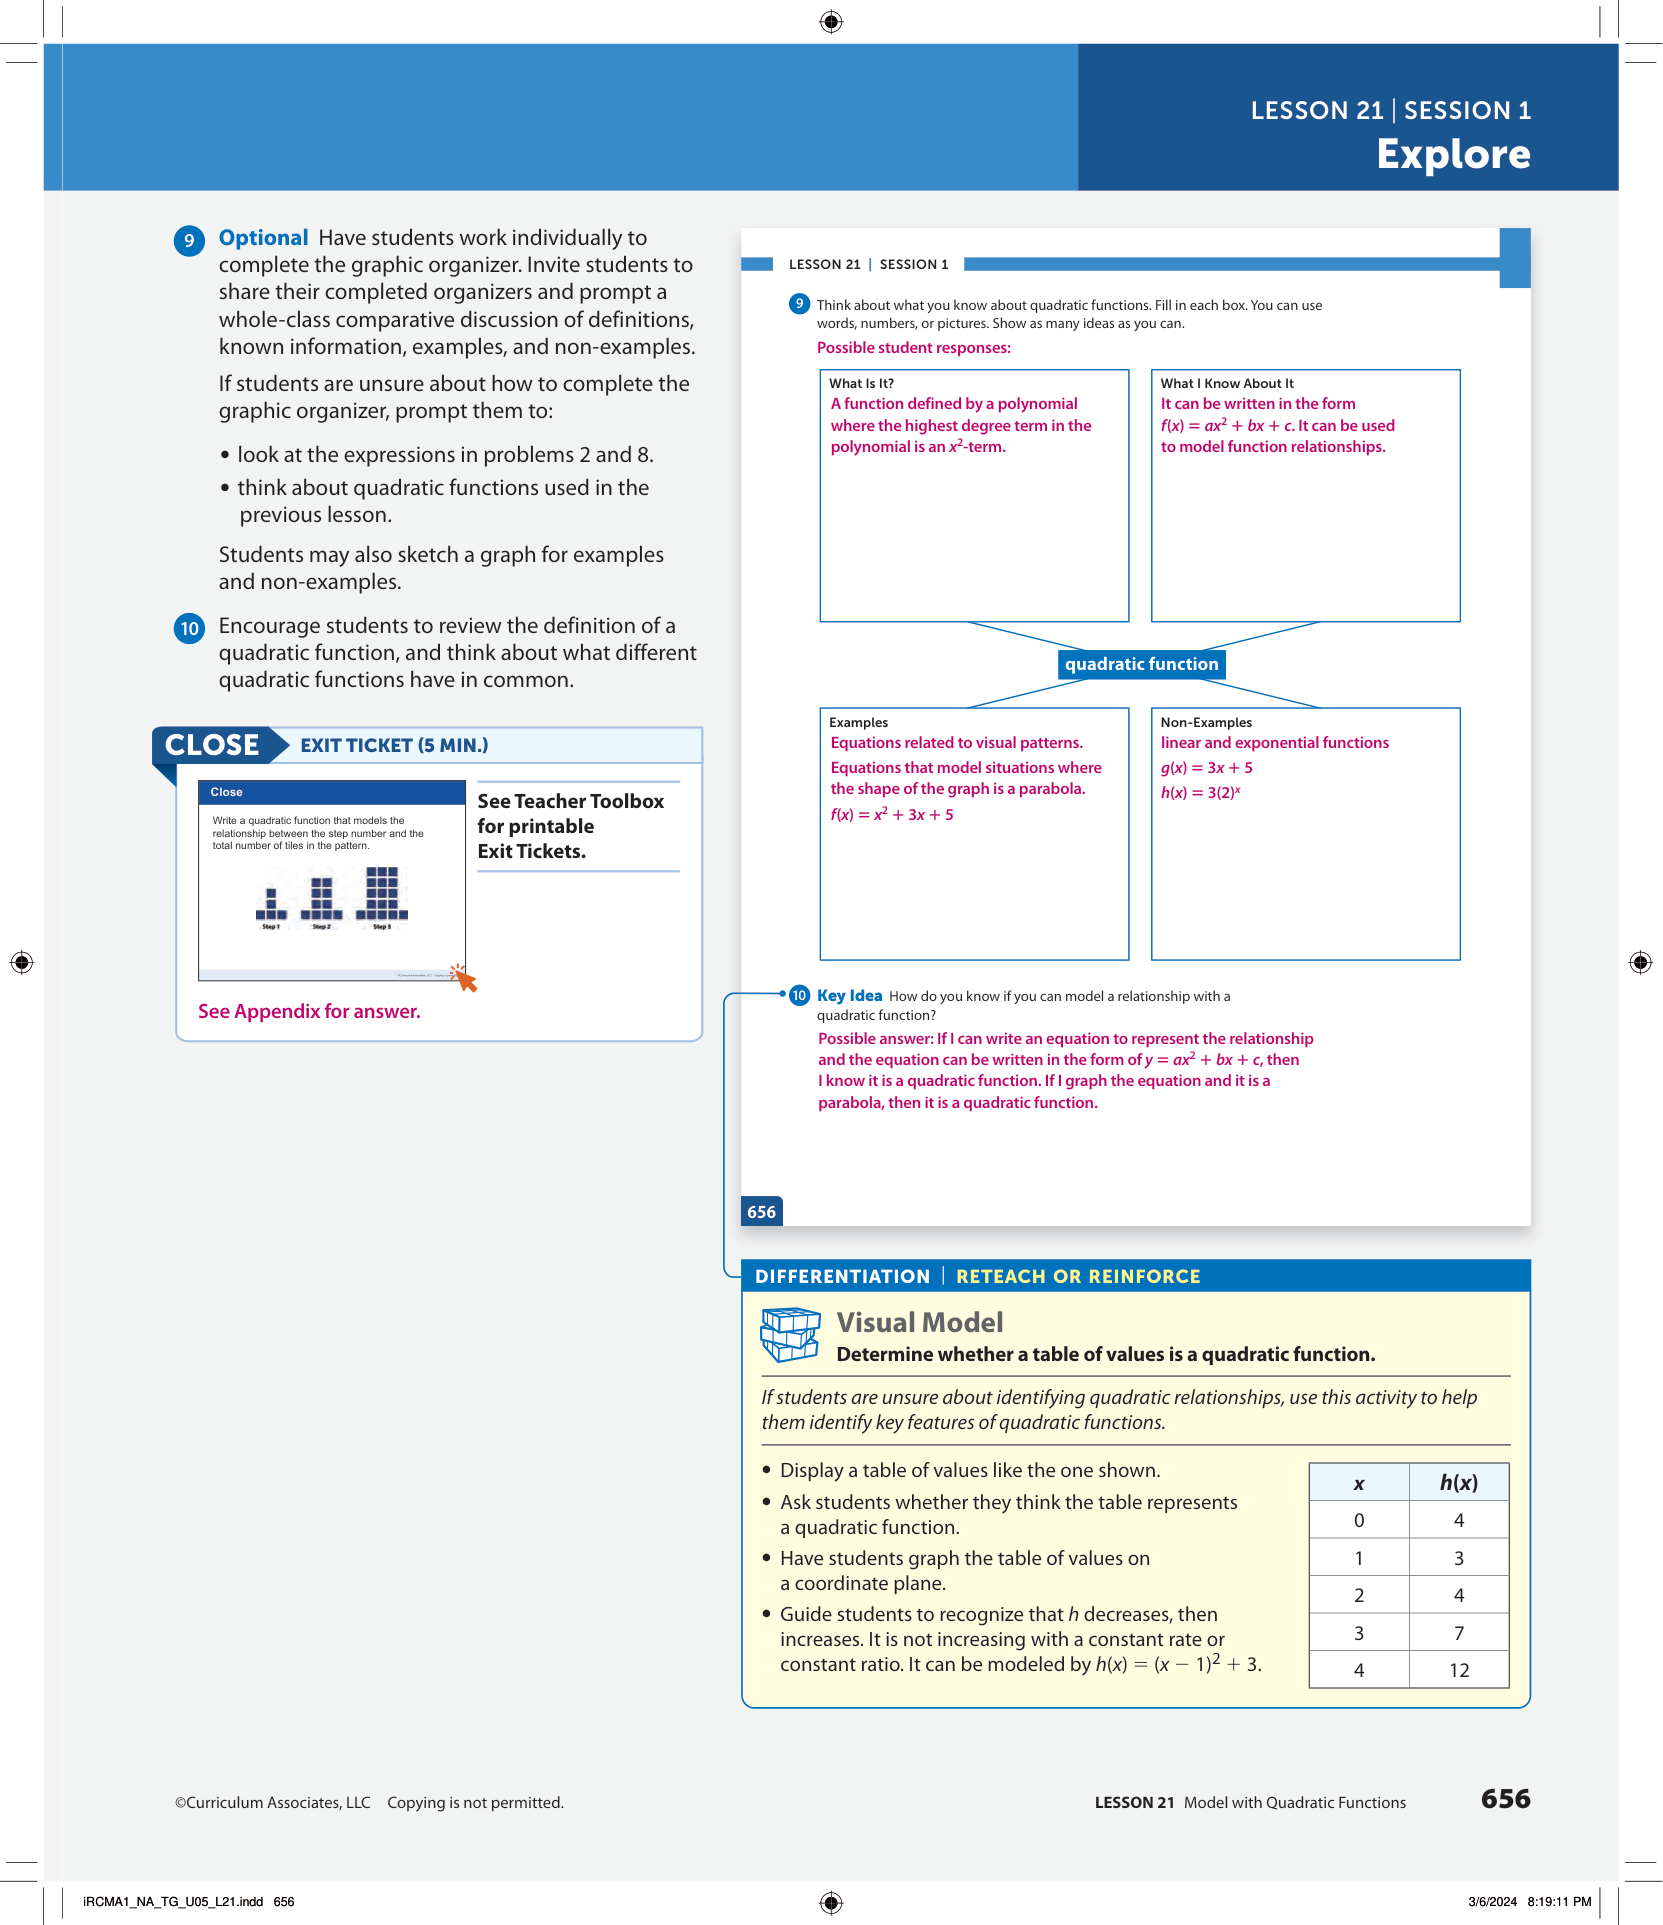 LESSON 21 | SESSION 1
Explore
9 Optional Have students work individually to
complete the graphic organizer. Invite students to
share their completed organizers and prompt a
whole-class comparative discussion of definitions,
known information, examples, and non-examples.
If students are unsure about how to complete the
graphic organizer, prompt them to:
• look at the expressions in problems 2 and 8.
• think about quadratic functions used in the
previous lesson.
Students may also sketch a graph for examples
and non-examples.
10 Encourage students to review the definition of a
quadratic function, and think about what different
quadratic functions have in common.
CLOSE EXIT TICKET (5 MIN.)
Close
Write a quadratic function that models the
relationship between the step number and the
total number of tiles in the pattern.
Step 1 Step 2 Step 3
See Teacher Toolbox
for printable
Exit Tickets.
See Appendix for answer.
LESSON 21 | SESSION 1
9 Think about what you know about quadratic functions. Fill in each box. You can use
words, numbers, or pictures. Show as many ideas as you can.
Possible student responses:
What Is It?
A function defined by a polynomial
where the highest degree term in the
polynomial is an x²-term.
What I Know About It
It can be written in the form
f(x) = ax² + bx + c. It can be used
to model function relationships.
quadratic function
Examples
Equations related to visual patterns.
Equations that model situations where
the shape of the graph is a parabola.
f(x) = x² + 3x + 5
Non-Examples
linear and exponential functions
g(x) = 3x + 5
h(x) = 3(2)ˣ
10 Key Idea How do you know if you can model a relationship with a
quadratic function?
Possible answer: If I can write an equation to represent the relationship
and the equation can be written in the form of y = ax² + bx + c, then
I know it is a quadratic function. If I graph the equation and it is a
parabola, then it is a quadratic function.
656
DIFFERENTIATION | RETEACH OR REINFORCE
Visual Model
Determine whether a table of values is a quadratic function.
If students are unsure about identifying quadratic relationships, use this activity to help
them identify key features of quadratic functions.
• Display a table of values like the one shown.
• Ask students whether they think the table represents
a quadratic function.
• Have students graph the table of values on
a coordinate plane.
• Guide students to recognize that h decreases, then
increases. It is not increasing with a constant rate or
constant ratio. It can be modeled by h(x) = (x − 1)² + 3.
x h(x)
0 4
1 3
2 4
3 7
4 12
©Curriculum Associates, LLC Copying is not permitted.
LESSON 21 Model with Quadratic Functions 656
iRCMA1_NA_TG_U05_L21.indd 656
3/6/2024 8:19:11 PM